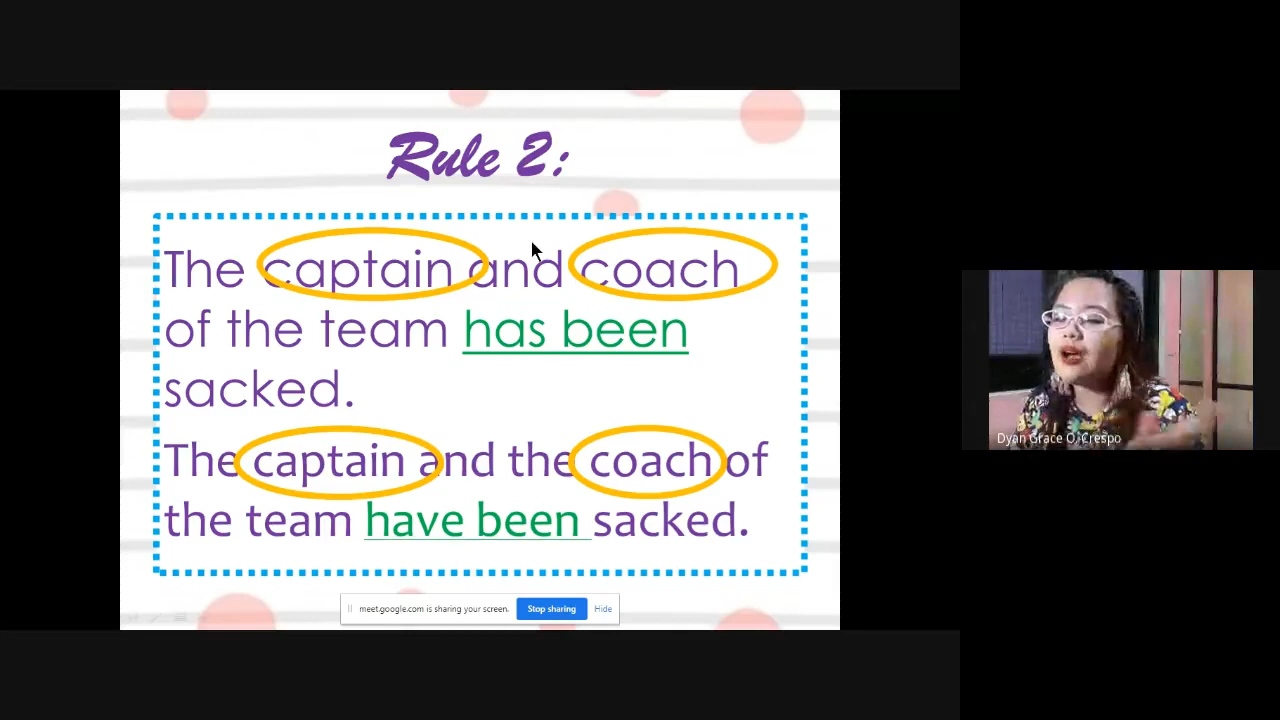 Rule 2:
The captain and coach
of the team has been
sacked.
The captain and the coach of
the team have been sacked.
meet.google.com is sharing your screen. Stop sharing Hide
Dyan Grace O. Crespo